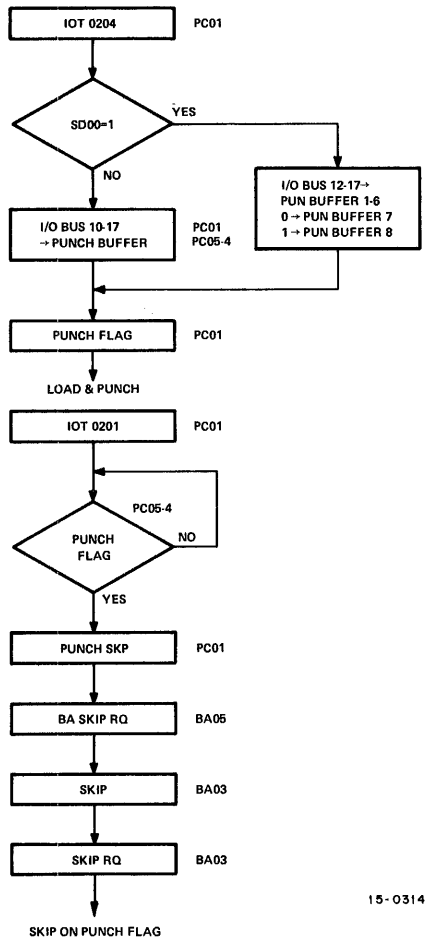 IOT 0204 PC01
SD00=1
YES
NO
I/O BUS 12-17→
PUN BUFFER 1-6
0→ PUN BUFFER 7
1→ PUN BUFFER 8
I/O BUS 10-17
→ PUNCH BUFFER
PC01
PC05-4
PUNCH FLAG PC01
LOAD & PUNCH
IOT 0201 PC01
PC05-4
PUNCH
FLAG
NO
YES
PUNCH SKP PC01
BA SKIP RQ BA05
SKIP BA03
SKIP RQ BA03
15-0314
SKIP ON PUNCH FLAG